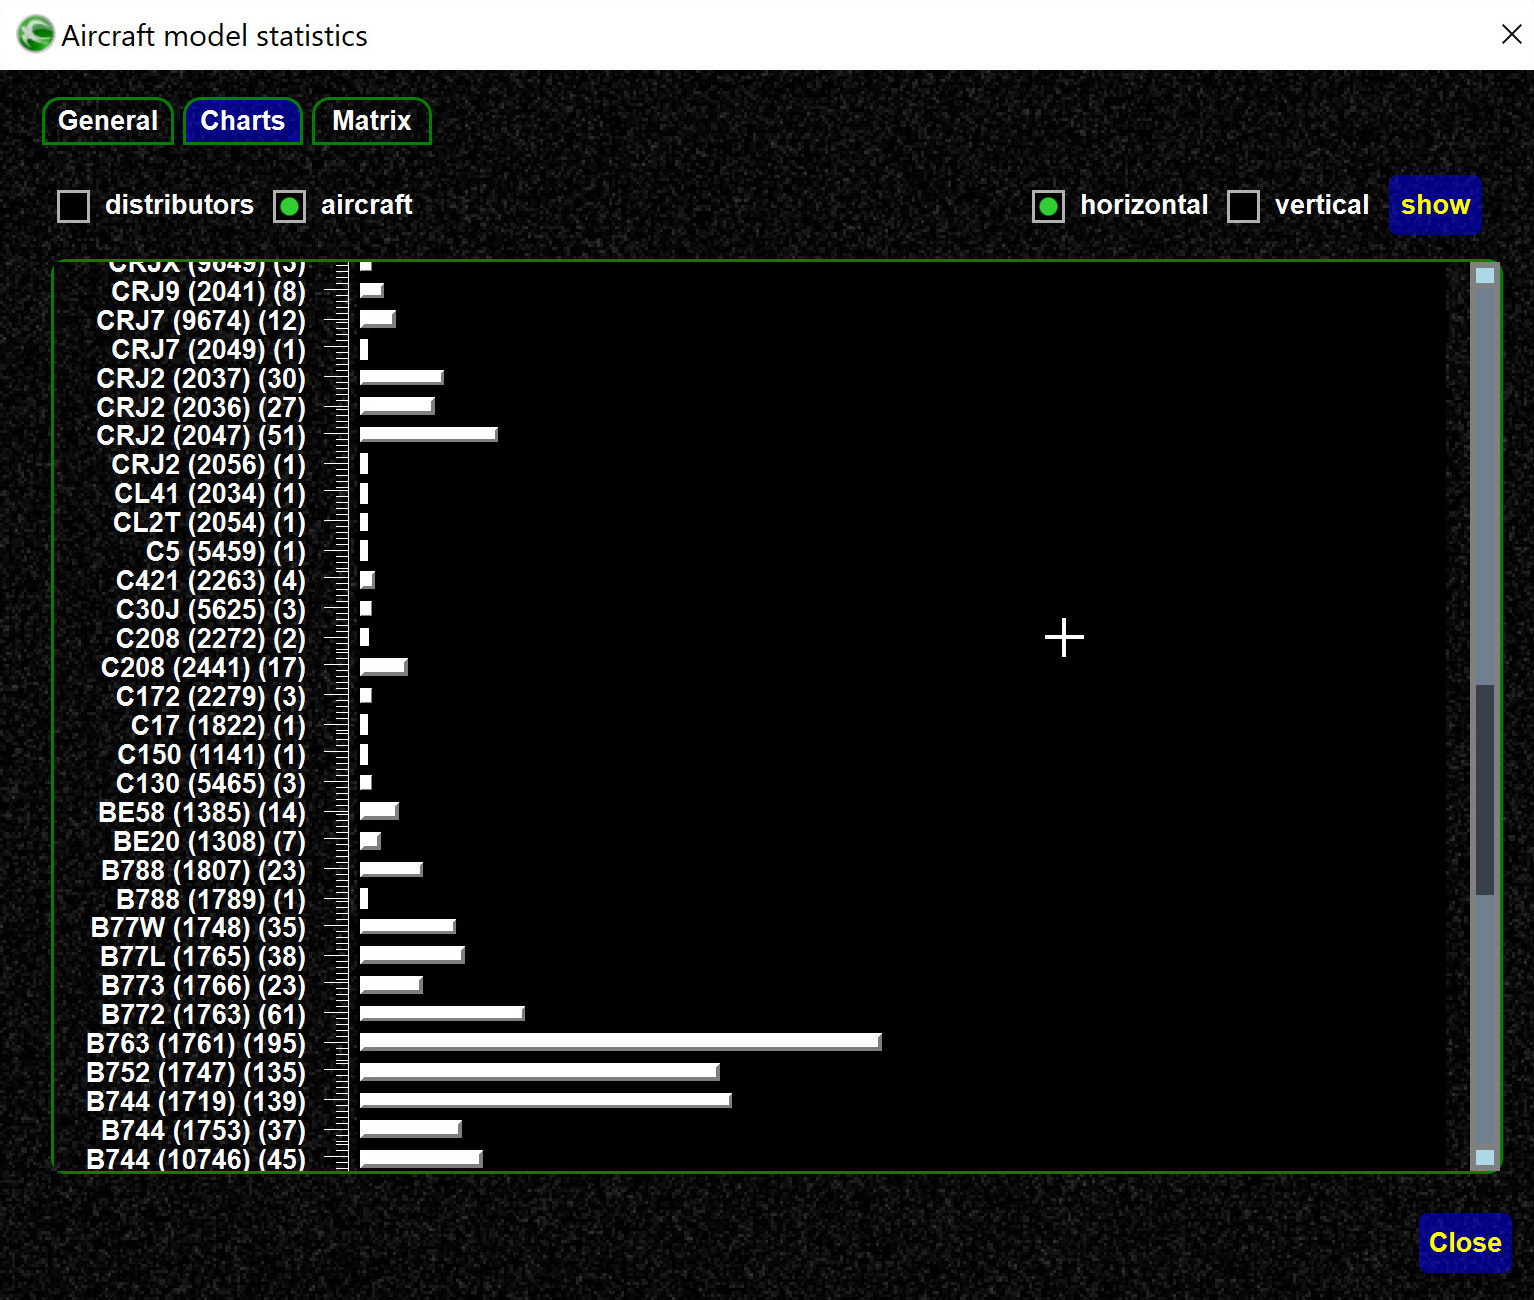 Aircraft model statistics
General Charts Matrix
distributors aircraft horizontal vertical show
CRJX (9649) (3)
CRJ9 (2041) (8)
CRJ7 (9674) (12)
CRJ7 (2049) (1)
CRJ2 (2037) (30)
CRJ2 (2036) (27)
CRJ2 (2047) (51)
CRJ2 (2056) (1)
CL41 (2034) (1)
CL2T (2054) (1)
C5 (5459) (1)
C421 (2263) (4)
C30J (5625) (3)
C208 (2272) (2)
C208 (2441) (17)
C172 (2279) (3)
C17 (1822) (1)
C150 (1141) (1)
C130 (5465) (3)
BE58 (1385) (14)
BE20 (1308) (7)
B788 (1807) (23)
B788 (1789) (1)
B77W (1748) (35)
B77L (1765) (38)
B773 (1766) (23)
B772 (1763) (61)
B763 (1761) (195)
B752 (1747) (135)
B744 (1719) (139)
B744 (1753) (37)
B744 (10746) (45)
Close